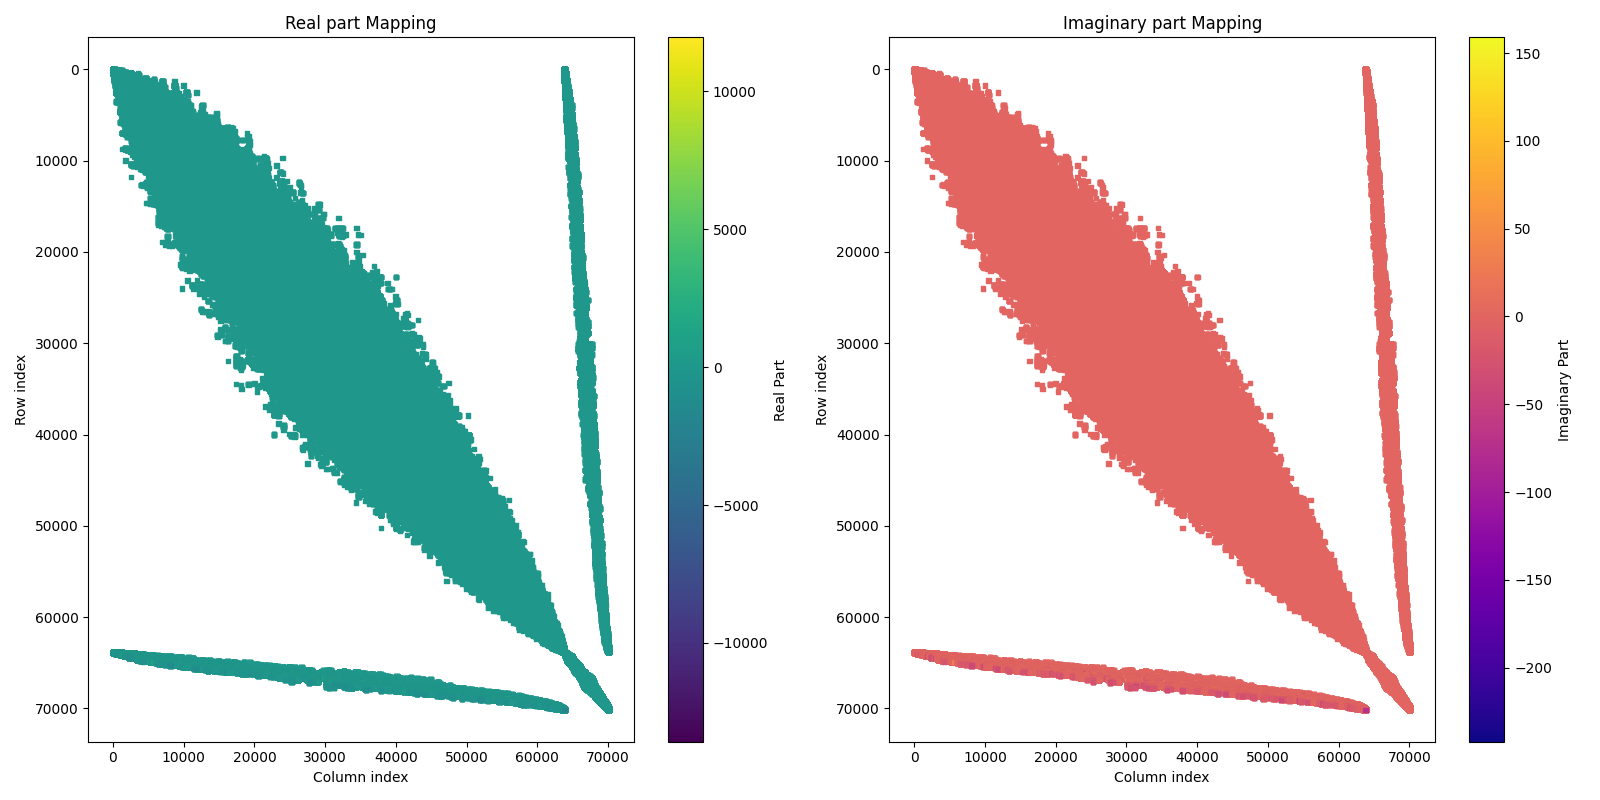 Real part Mapping
0
10000
20000
30000
40000
50000
60000
70000
Row index
0 10000 20000 30000 40000 50000 60000 70000
Column index
10000
5000
0
−5000
−10000
Real Part
Imaginary part Mapping
0
10000
20000
30000
40000
50000
60000
70000
Row index
0 10000 20000 30000 40000 50000 60000 70000
Column index
150
100
50
0
−50
−100
−150
−200
Imaginary Part